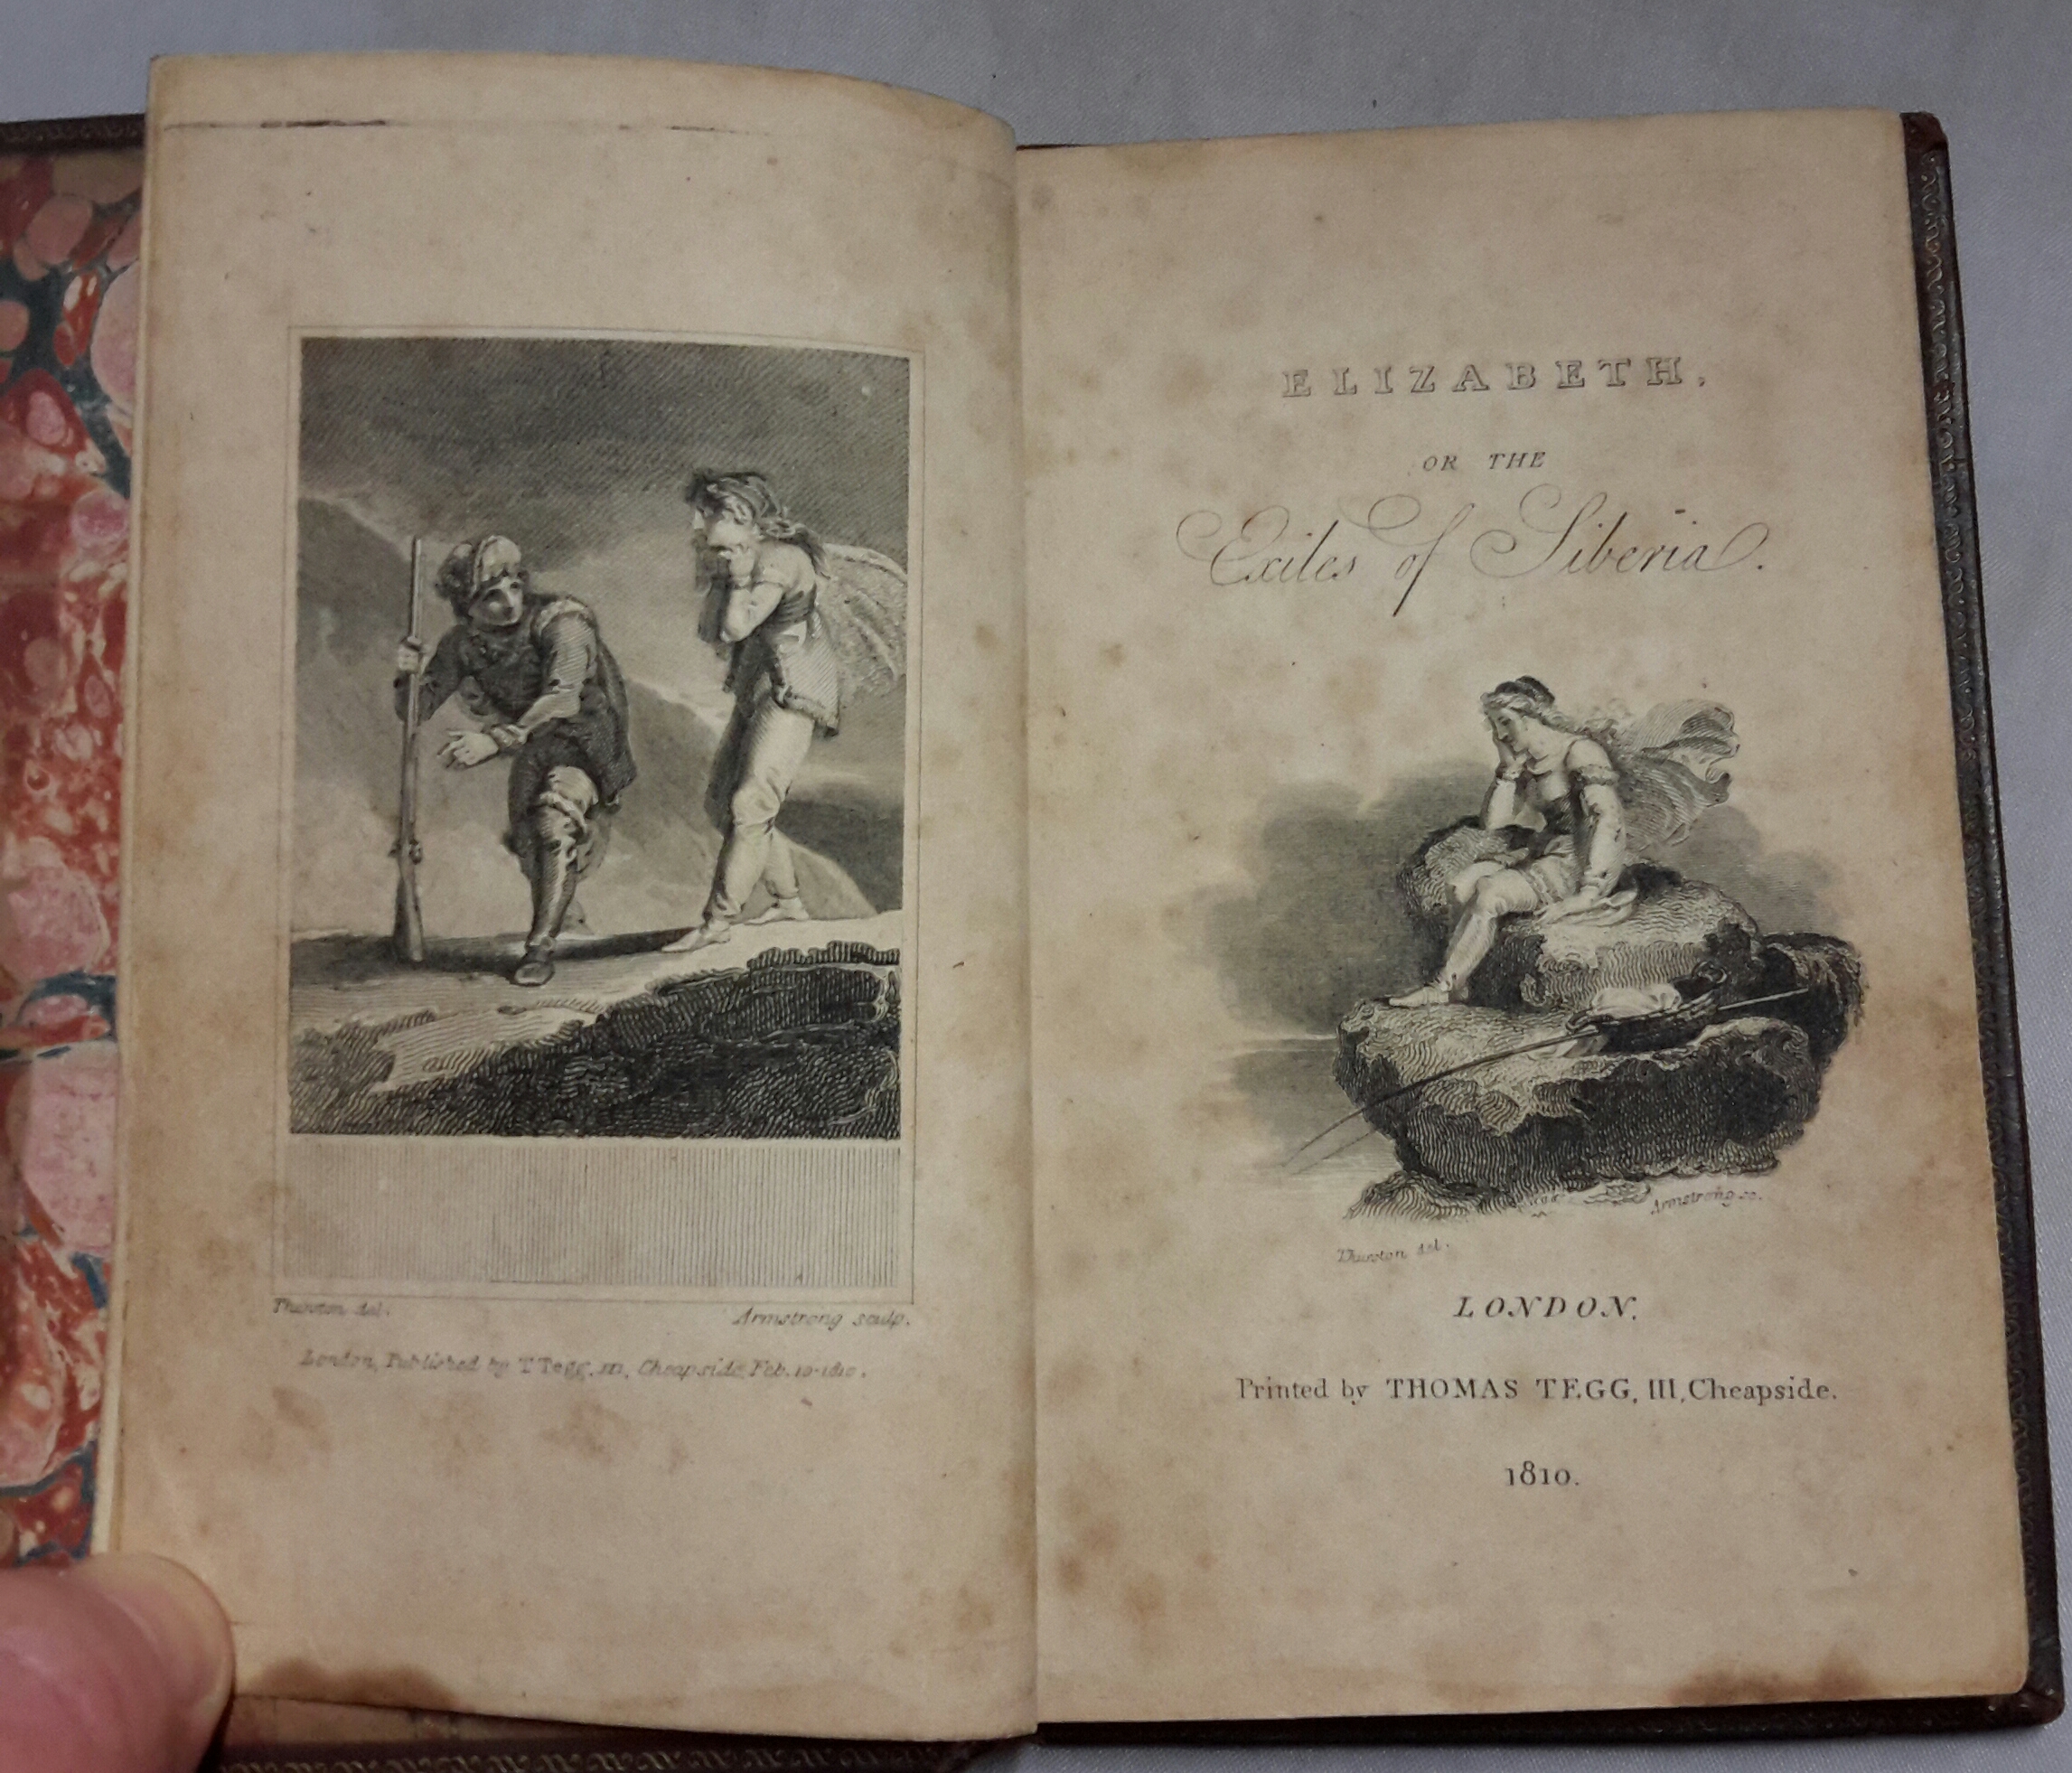 Thurston del.
Armstrong sculp.
London, Published by T Tegg, 111, Cheapside, Feb. 10-1810.
ELIZABETH,
OR THE
Exiles of Siberia.
Armstrong sc.
Thurston del.
LONDON.
Printed by THOMAS TEGG, III, Cheapside.
1810.